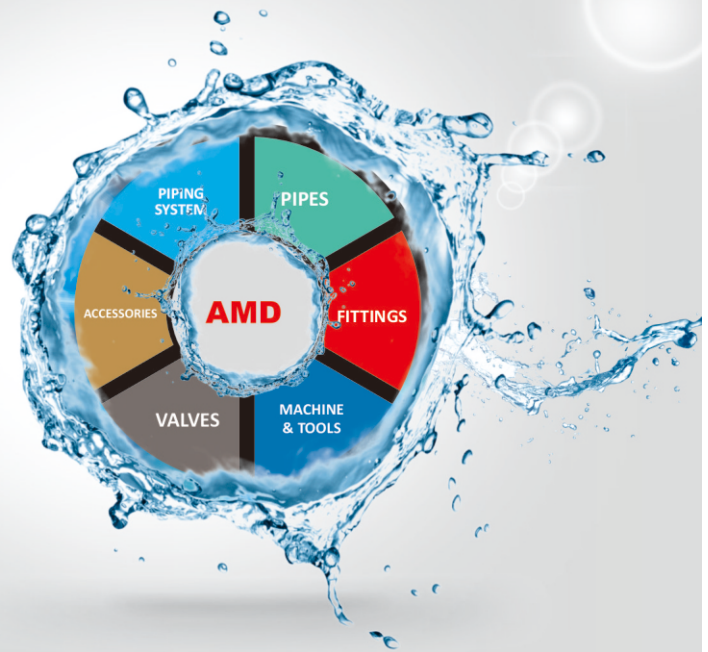 PIPING
SYSTEM
PIPES
ACCESSORIES
AMD
FITTINGS
VALVES
MACHINE
& TOOLS